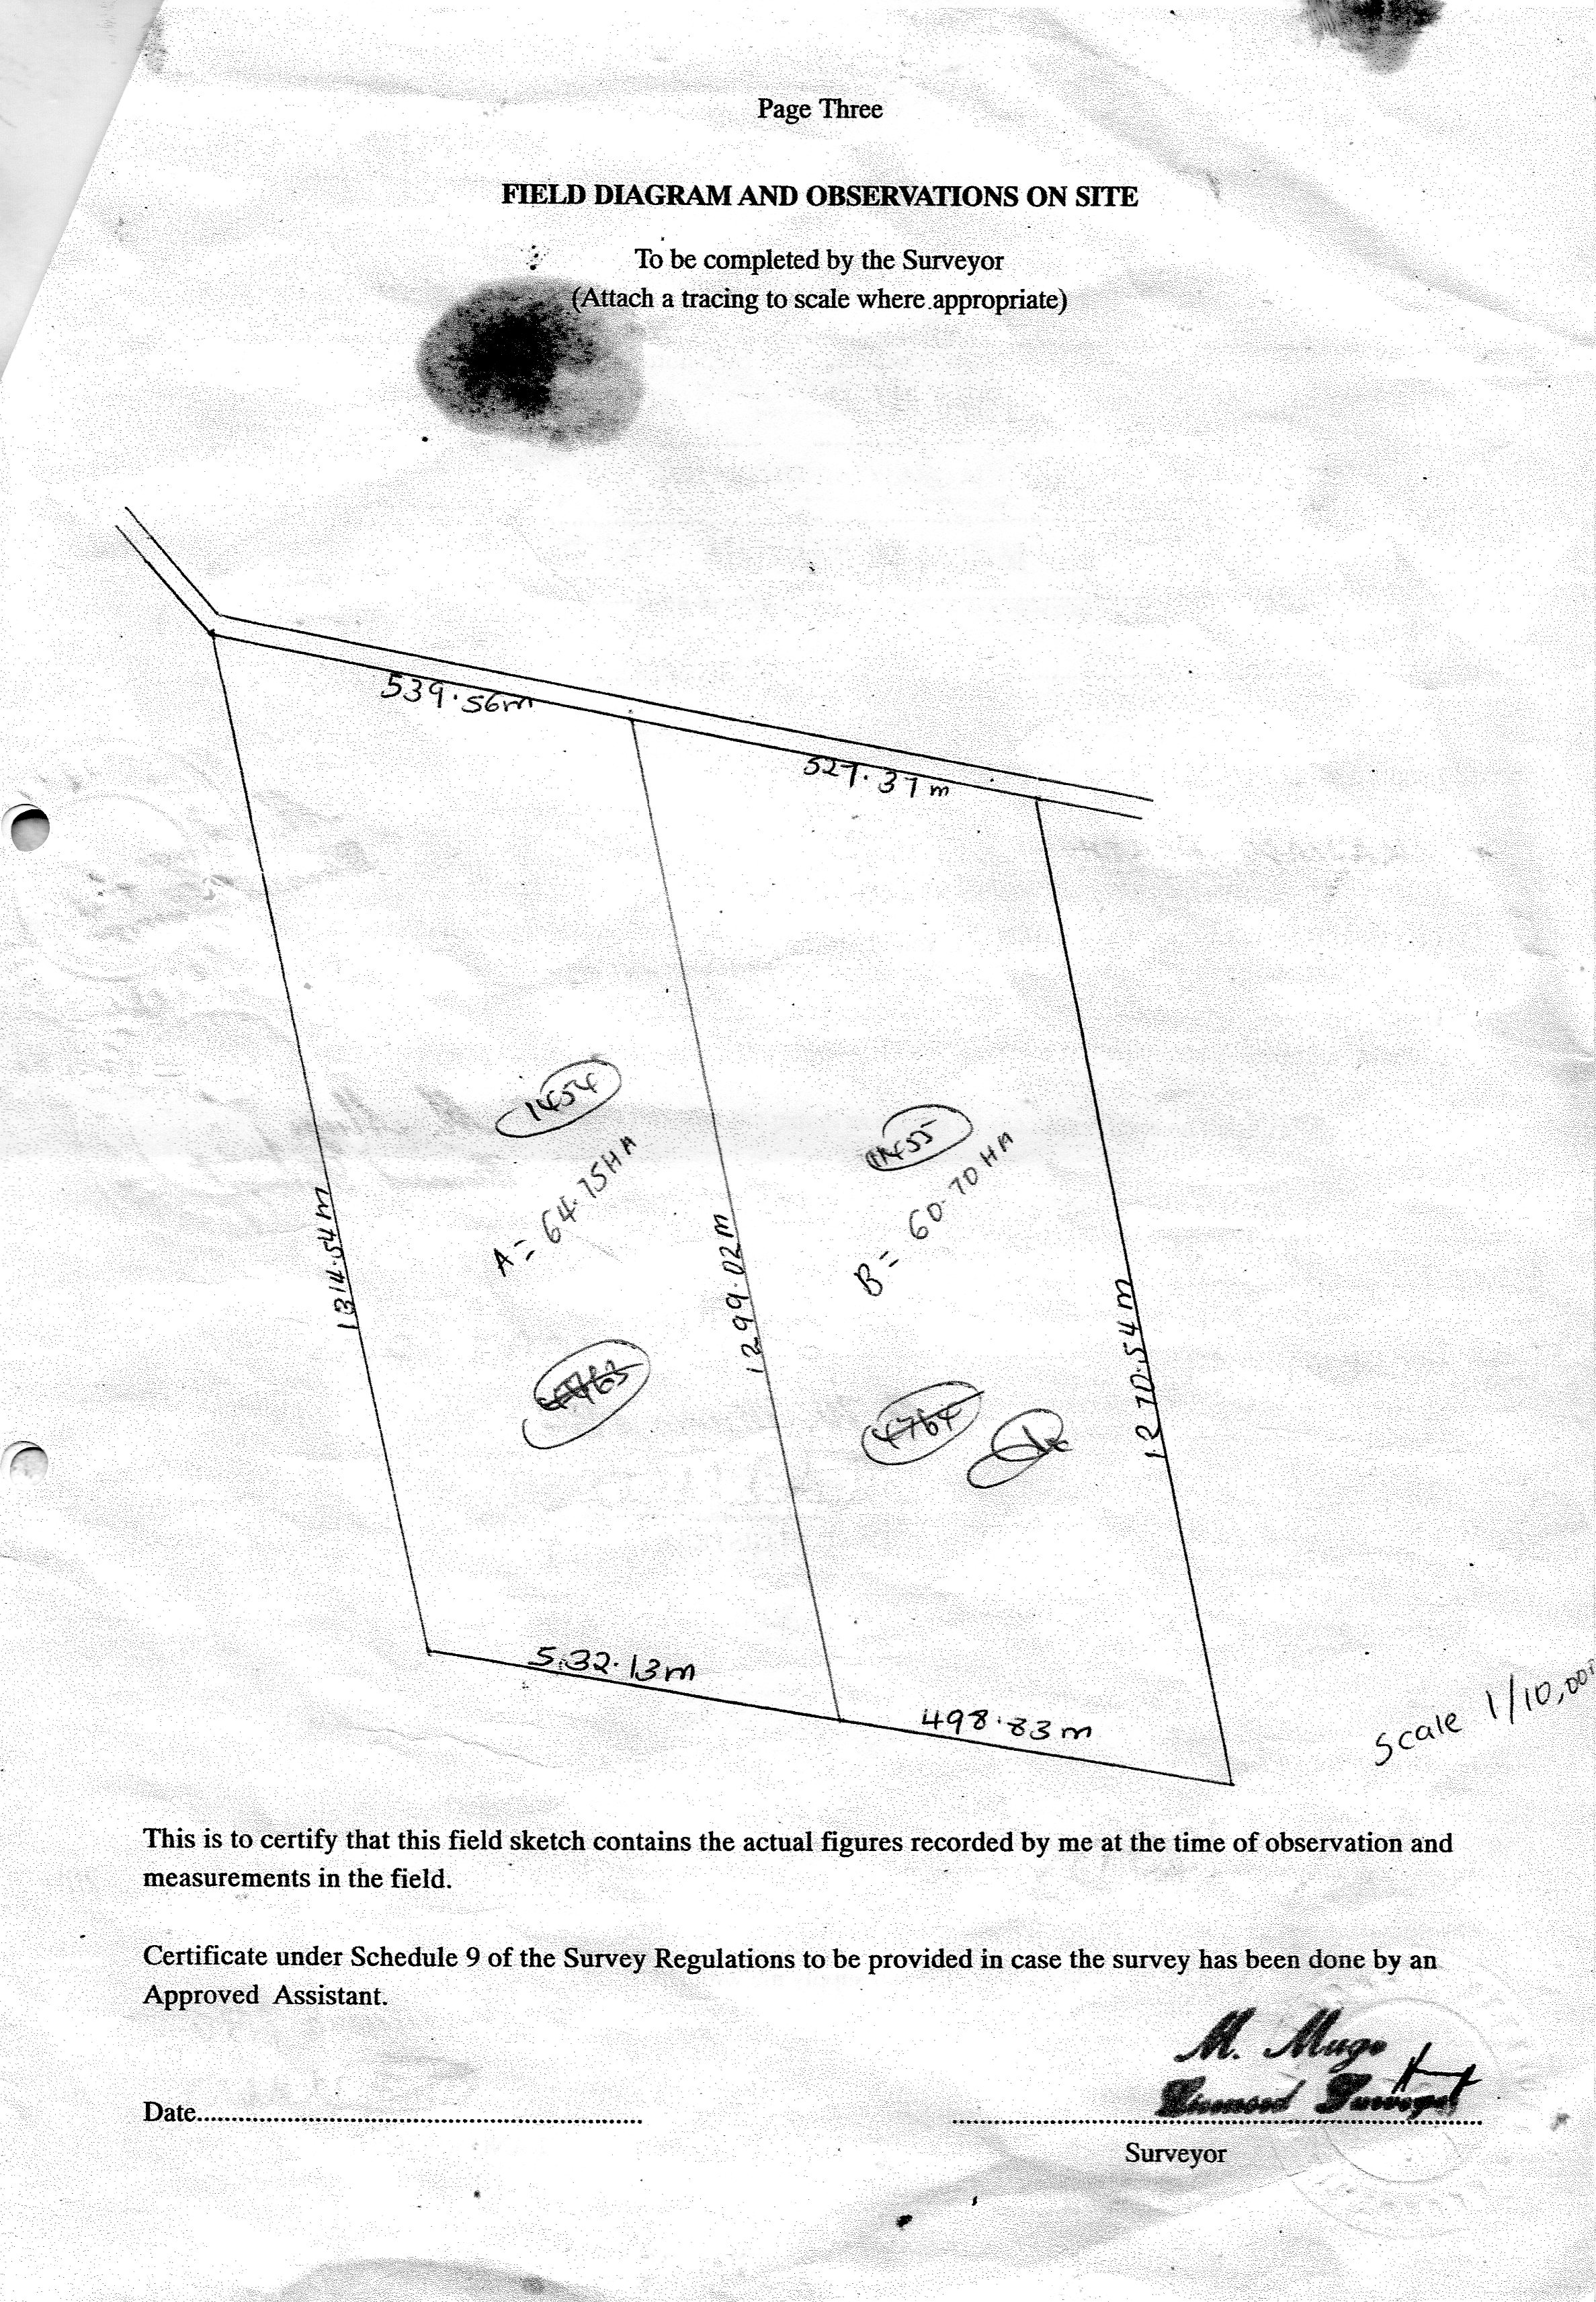 Page Three
FIELD DIAGRAM AND OBSERVATIONS ON SITE
To be completed by the Surveyor
(Attach a tracing to scale where appropriate)
539.56m
527.37m
1454
A = 64.75HA
1455
B = 60.70HA
1314.54m
1299.02m
1270.54m
4763
4764
532.13m
498.83m
Scale 1/10,000
This is to certify that this field sketch contains the actual figures recorded by me at the time of observation and
measurements in the field.
Certificate under Schedule 9 of the Survey Regulations to be provided in case the survey has been done by an
Approved Assistant.
M. Mugo
Licensed Surveyor
Date
Surveyor